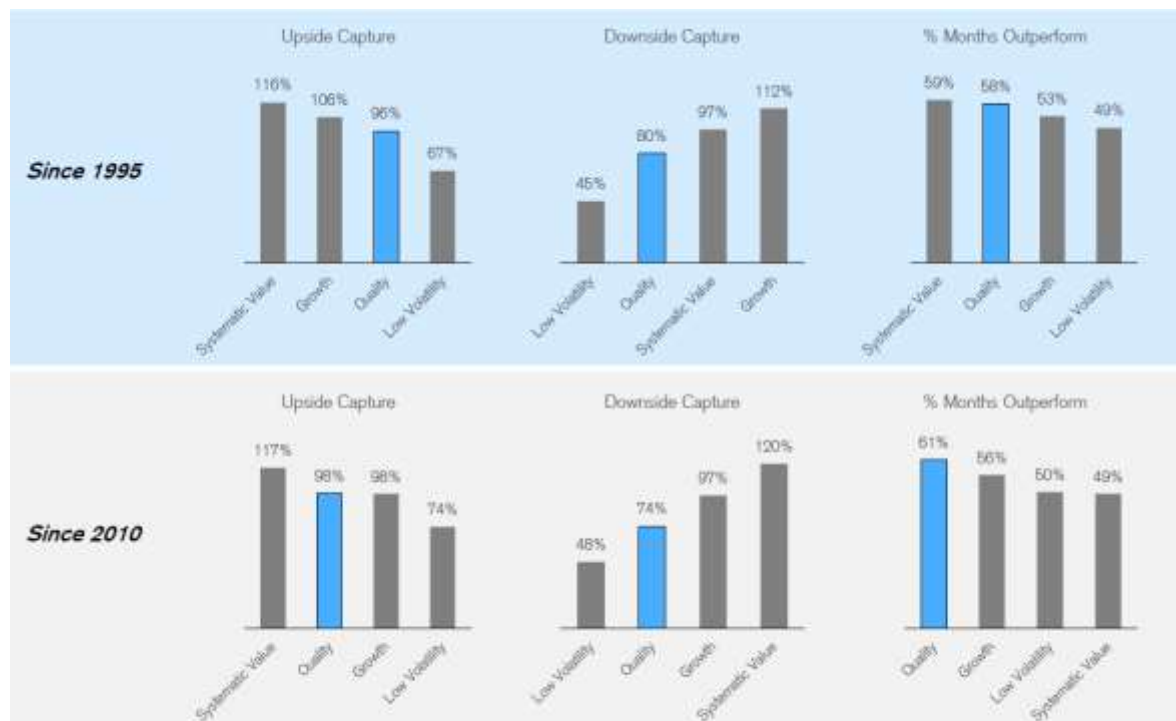 Upside Capture
116%
106%
96%
67%
Systematic Value
Growth
Quality
Low Volatility
Downside Capture
45%
80%
97%
112%
Low Volatility
Quality
Systematic Value
Growth
% Months Outperform
59%
58%
53%
49%
Systematic Value
Quality
Growth
Low Volatility
Since 1995
Upside Capture
117%
98%
98%
74%
Systematic Value
Quality
Growth
Low Volatility
Downside Capture
48%
74%
97%
120%
Low Volatility
Quality
Growth
Systematic Value
% Months Outperform
61%
56%
50%
49%
Quality
Growth
Low Volatility
Systematic Value
Since 2010